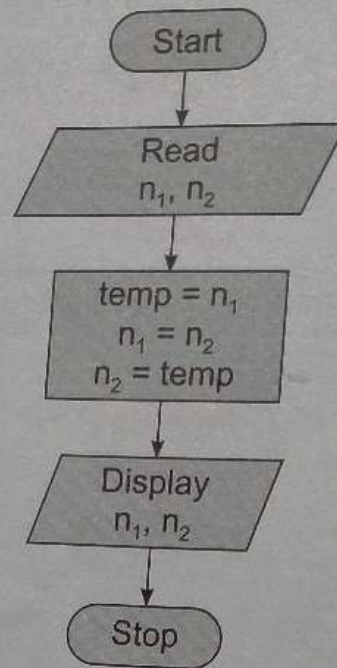 Start
Read
n₁, n₂
temp = n₁
n₁ = n₂
n₂ = temp
Display
n₁, n₂
Stop